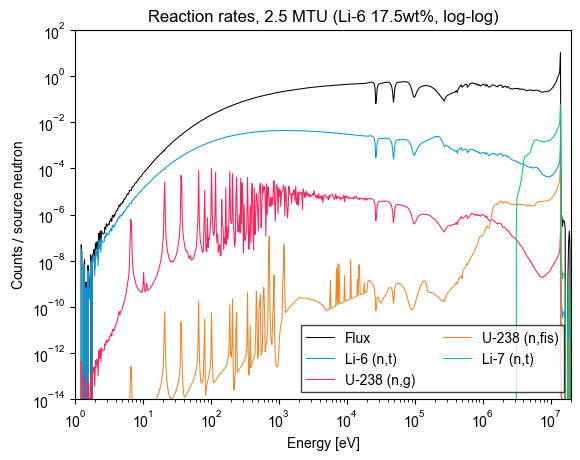 Reaction rates, 2.5 MTU (Li-6 17.5wt%, log-log)
Counts / source neutron
10^2
10^0
10^−2
10^−4
10^−6
10^−8
10^−10
10^−12
10^−14
Flux
Li-6 (n,t)
U-238 (n,g)
U-238 (n,fis)
Li-7 (n,t)
10^0 10^1 10^2 10^3 10^4 10^5 10^6 10^7
Energy [eV]